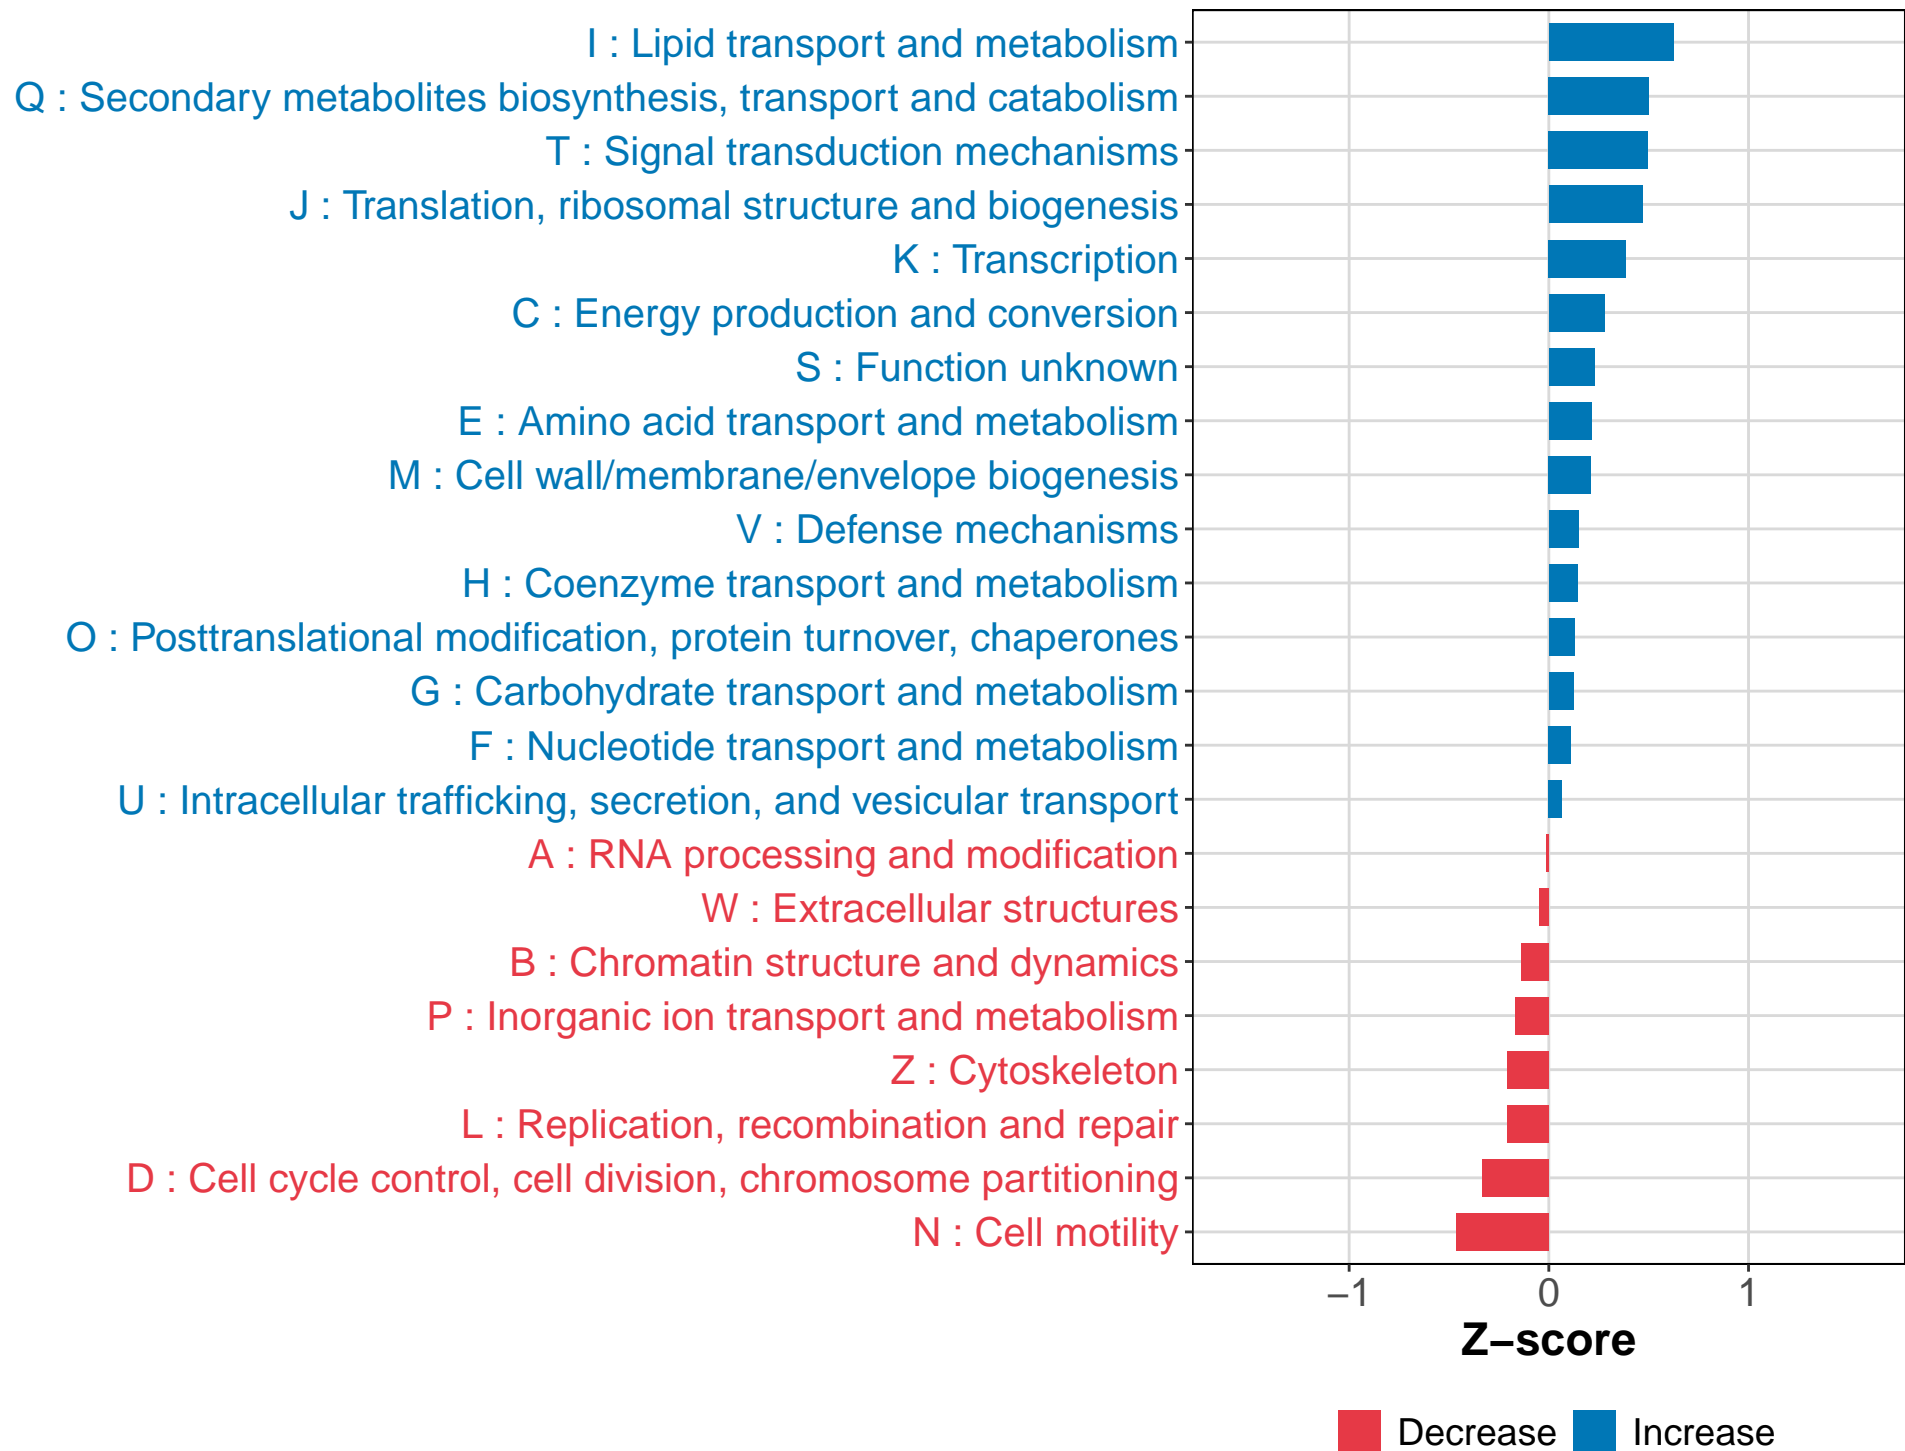 I : Lipid transport and metabolism
Q : Secondary metabolites biosynthesis, transport and catabolism
T : Signal transduction mechanisms
J : Translation, ribosomal structure and biogenesis
K : Transcription
C : Energy production and conversion
S : Function unknown
E : Amino acid transport and metabolism
M : Cell wall/membrane/envelope biogenesis
V : Defense mechanisms
H : Coenzyme transport and metabolism
O : Posttranslational modification, protein turnover, chaperones
G : Carbohydrate transport and metabolism
F : Nucleotide transport and metabolism
U : Intracellular trafficking, secretion, and vesicular transport
A : RNA processing and modification
W : Extracellular structures
B : Chromatin structure and dynamics
P : Inorganic ion transport and metabolism
Z : Cytoskeleton
L : Replication, recombination and repair
D : Cell cycle control, cell division, chromosome partitioning
N : Cell motility
−1 0 1
Z−score
Decrease Increase